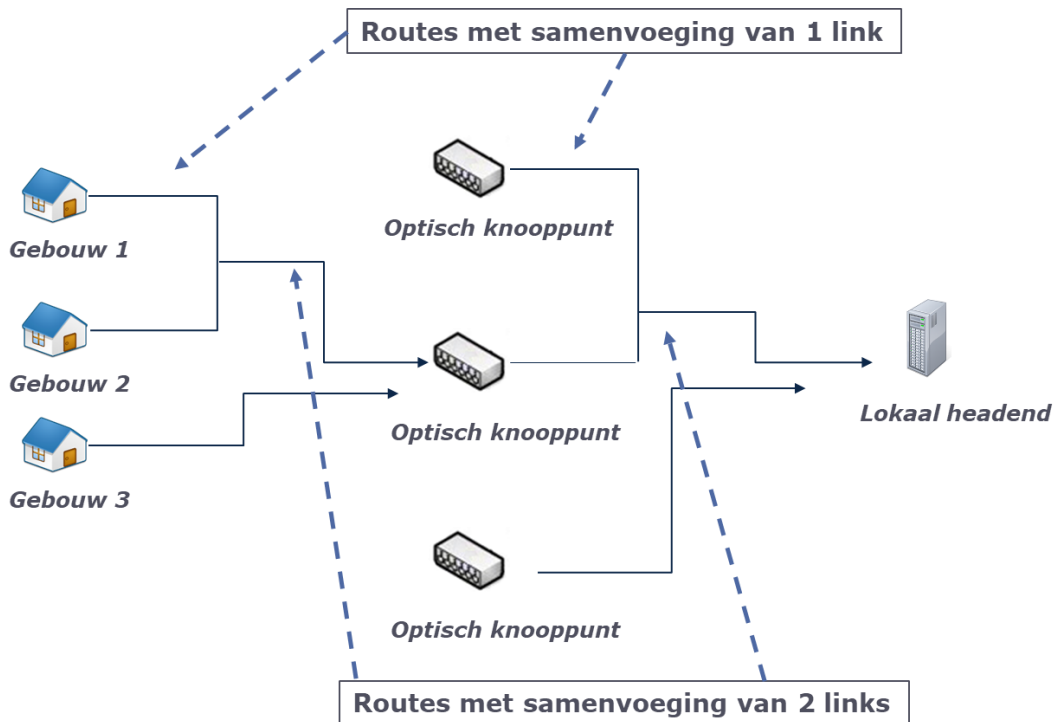 Routes met samenvoeging van 1 link
Optisch knooppunt
Gebouw 1
Gebouw 2
Lokaal headend
Optisch knooppunt
Gebouw 3
Optisch knooppunt
Routes met samenvoeging van 2 links